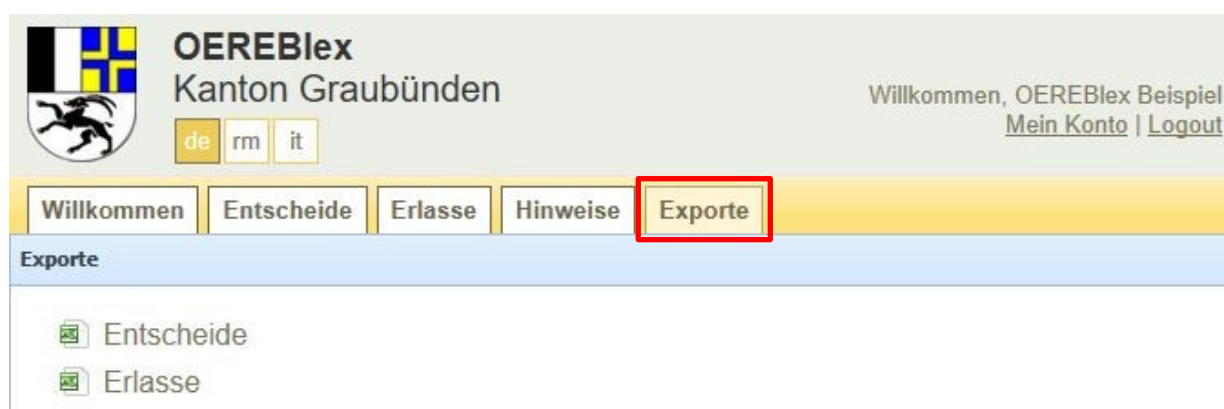 OEREBlex
Kanton Graubünden
Willkommen, OEREBlex Beispiel
Mein Konto | Logout
de rm it
Willkommen Entscheide Erlasse Hinweise Exporte
Exporte
Entscheide
Erlasse